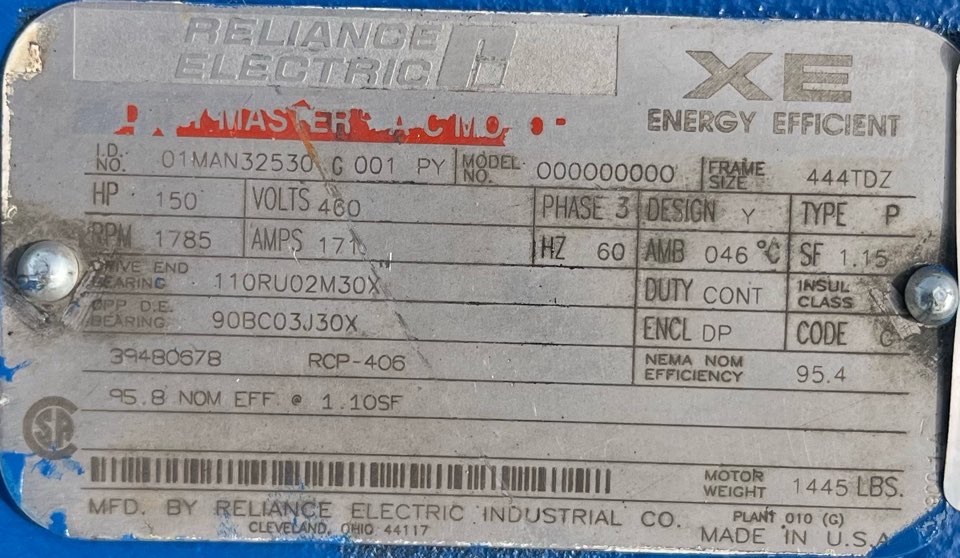 RELIANCE
ELECTRIC
XE
ENERGY EFFICIENT
MASTER A-C MO
I.D. NO. 01MAN32530 G 001 PY MODEL NO. 000000000 FRAME SIZE 444TDZ
HP 150 VOLTS 460 PHASE 3 DESIGN Y TYPE P
RPM 1785 AMPS 171 HZ 60 AMB 046 °C SF 1.15
DRIVE END BEARING 110RU02M30X DUTY CONT INSUL CLASS
OPP D.E. BEARING 90BC03J30X ENCL DP CODE G
39480678 RCP-406 NEMA NOM EFFICIENCY 95.4
95.8 NOM EFF. @ 1.10SF
MOTOR WEIGHT 1445 LBS.
MFD. BY RELIANCE ELECTRIC INDUSTRIAL CO. PLANT 010 (G)
CLEVELAND, OHIO 44117 MADE IN U.S.A